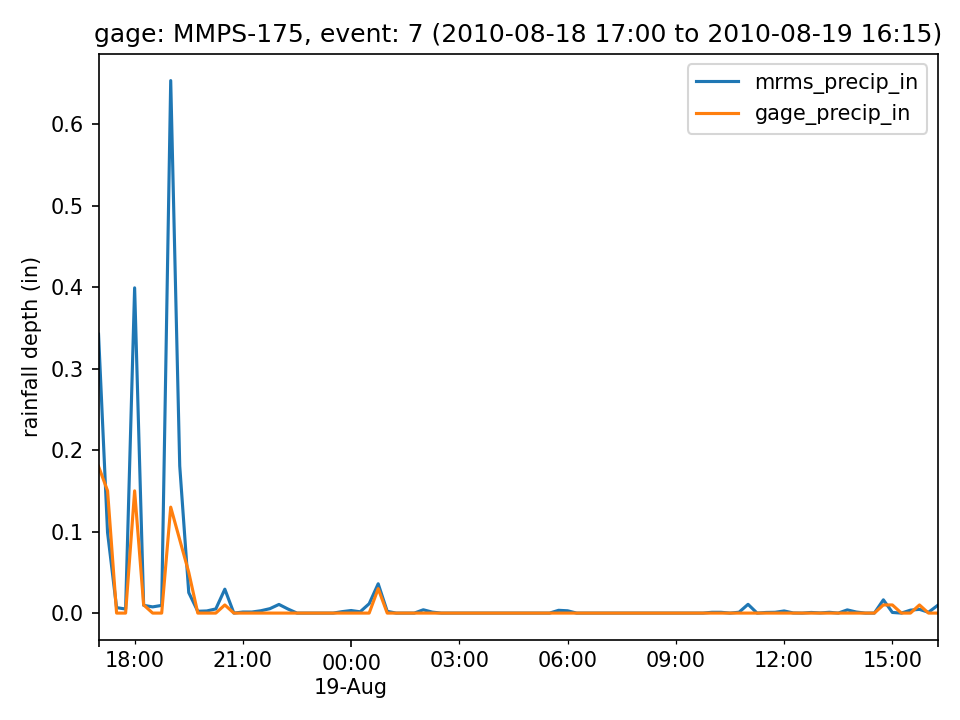 gage: MMPS-175, event: 7 (2010-08-18 17:00 to 2010-08-19 16:15)
mrms_precip_in
gage_precip_in
rainfall depth (in)
0.6
0.5
0.4
0.3
0.2
0.1
0.0
18:00 21:00 00:00 03:00 06:00 09:00 12:00 15:00
19-Aug